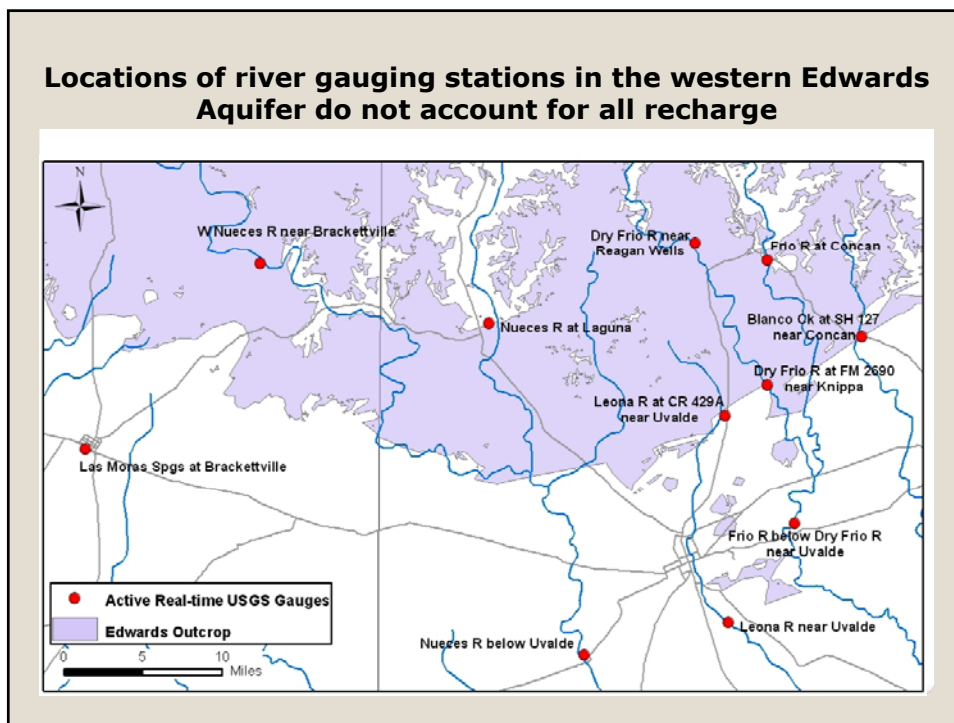 Locations of river gauging stations in the western Edwards
Aquifer do not account for all recharge
N
W Nueces R near Brackettville
Dry Frio R near
Reagan Wells
Frio R at Concan
Nueces R at Laguna
Blanco Ck at SH 127
near Concan
Dry Frio R at FM 2690
near Knippa
Leona R at CR 429A
near Uvalde
Las Moras Spgs at Brackettville
Frio R below Dry Frio R
near Uvalde
Active Real-time USGS Gauges
Edwards Outcrop
Leona R near Uvalde
Nueces R below Uvalde
0 5 10
Miles